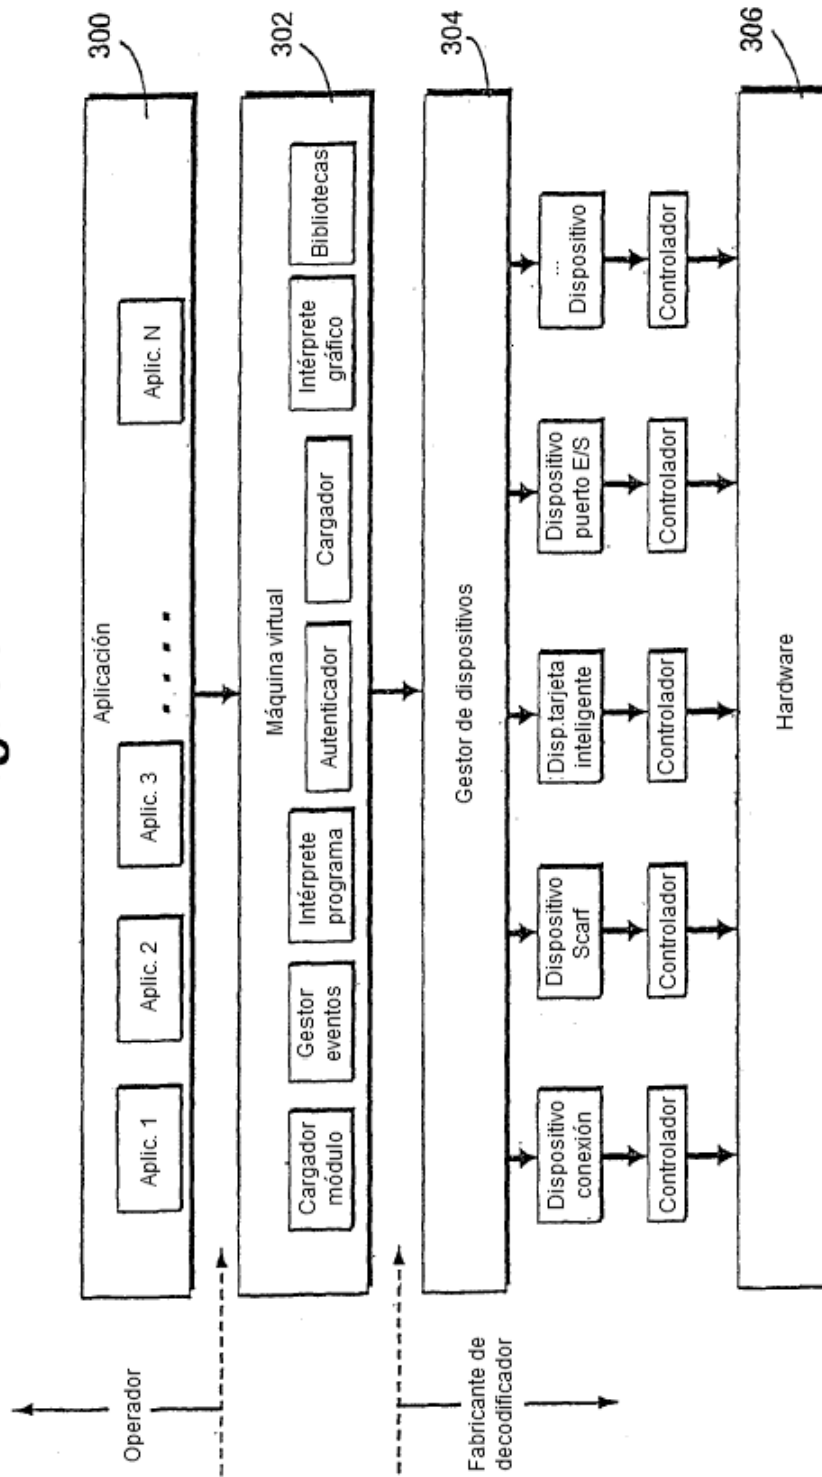 Aplicación
300
Aplic. 1
Aplic. 2
Aplic. 3
Aplic. N
Operador
Máquina virtual
302
Cargador
módulo
Gestor
eventos
Intérprete
programa
Autenticador
Cargador
Intérprete
gráfico
Bibliotecas
Gestor de dispositivos
304
Fabricante de
decodificador
Dispositivo
conexión
Dispositivo
Scarf
Disp.tarjeta
inteligente
Dispositivo
puerto E/S
...
Dispositivo
Controlador
Controlador
Controlador
Controlador
Controlador
Hardware
306